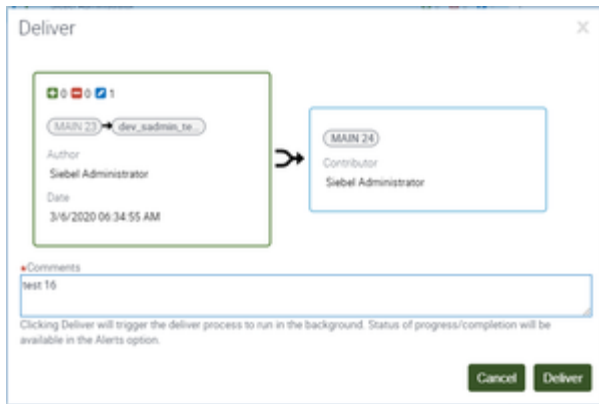 Deliver
0 0 1
MAIN 23 dev_sadmin_te...
Author
Siebel Administrator
Date
3/6/2020 06:34:55 AM
MAIN 24
Contributor
Siebel Administrator
Comments
test 16
Clicking Deliver will trigger the deliver process to run in the background. Status of progress/completion will be
available in the Alerts option.
Cancel Deliver